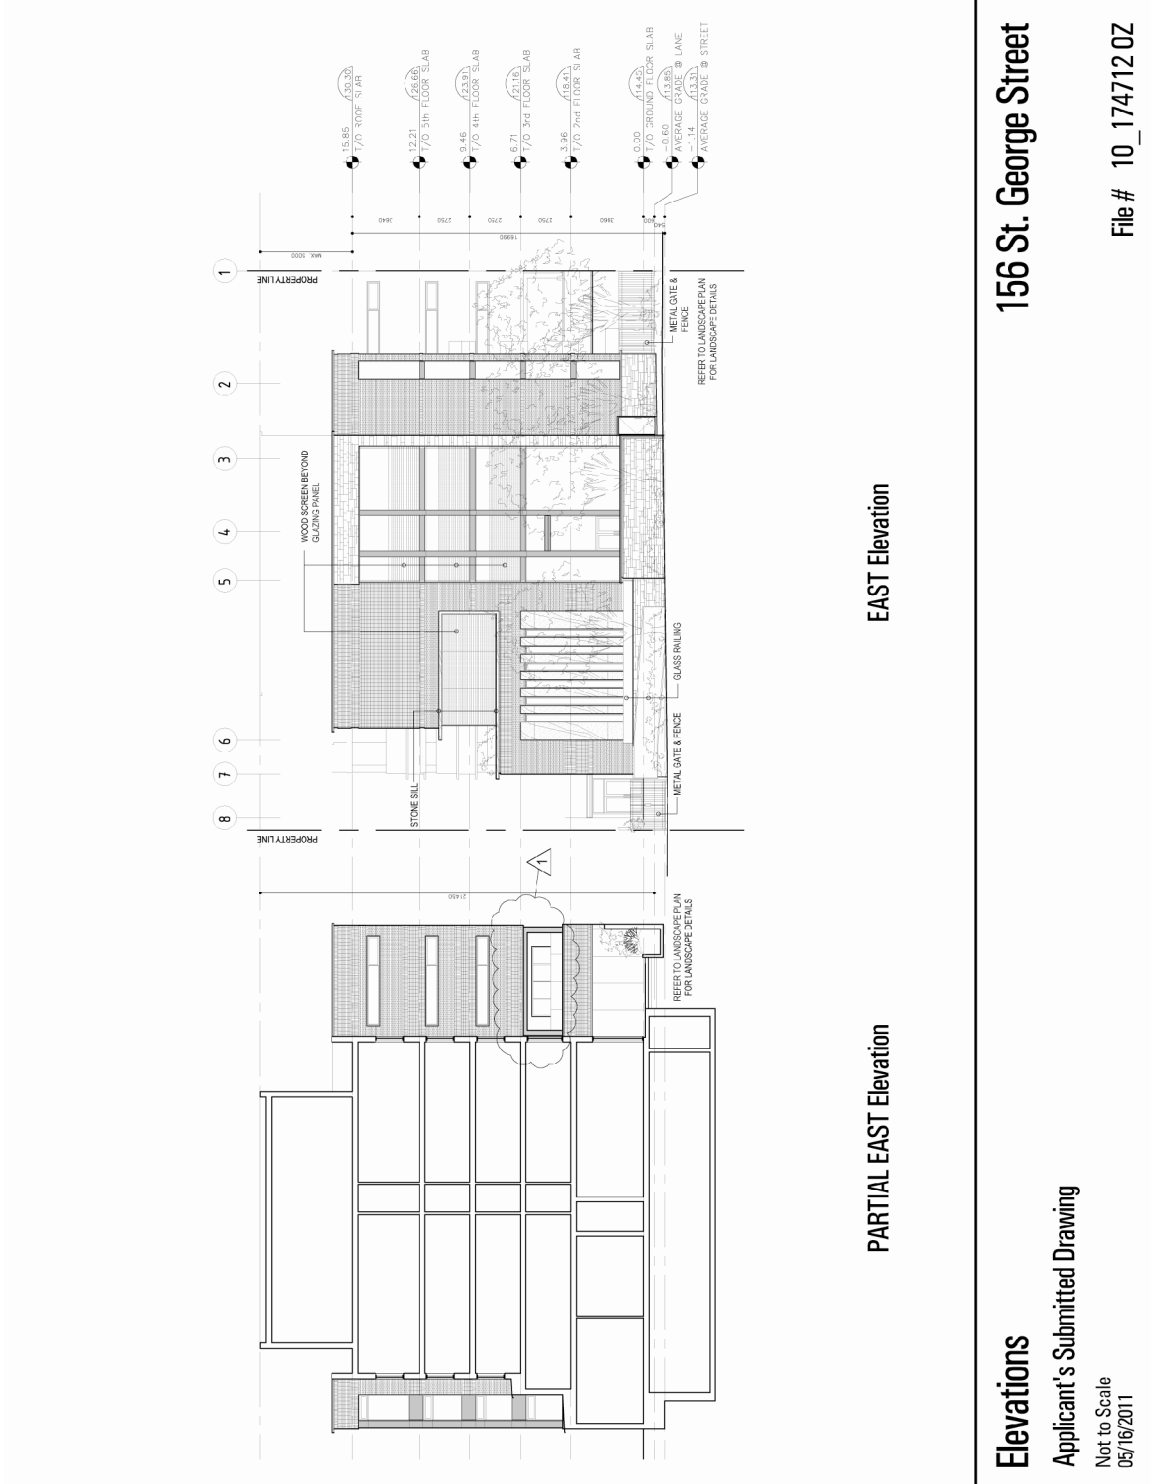 PROPERTY LINE
PROPERTY LINE
MAX. 5000
21450
8
7
6
5
4
3
2
1
WOOD SCREEN BEYOND
GLAZING PANEL
STONE SILL
METAL GATE & FENCE
GLASS RAILING
METAL GATE &
FENCE
REFER TO LANDSCAPE PLAN
FOR LANDSCAPE DETAILS
REFER TO LANDSCAPE PLAN
FOR LANDSCAPE DETAILS
1
3640
2750
2750
2750
3960
600
540
16990
15.85
130.30
T/O ROOF SLAB
12.21
126.66
T/O 5th FLOOR SLAB
9.46
123.91
T/O 4th FLOOR SLAB
6.71
121.16
T/O 3rd FLOOR SLAB
3.96
118.41
T/O 2nd FLOOR SLAB
0.00
114.45
T/O GROUND FLOOR SLAB
-0.60
113.85
AVERAGE GRADE @ LANE
-1.14
113.31
AVERAGE GRADE @ STREET
PARTIAL EAST Elevation
EAST Elevation
Elevations
156 St. George Street
Applicant's Submitted Drawing
Not to Scale
05/16/2011
File # 10_174712 OZ